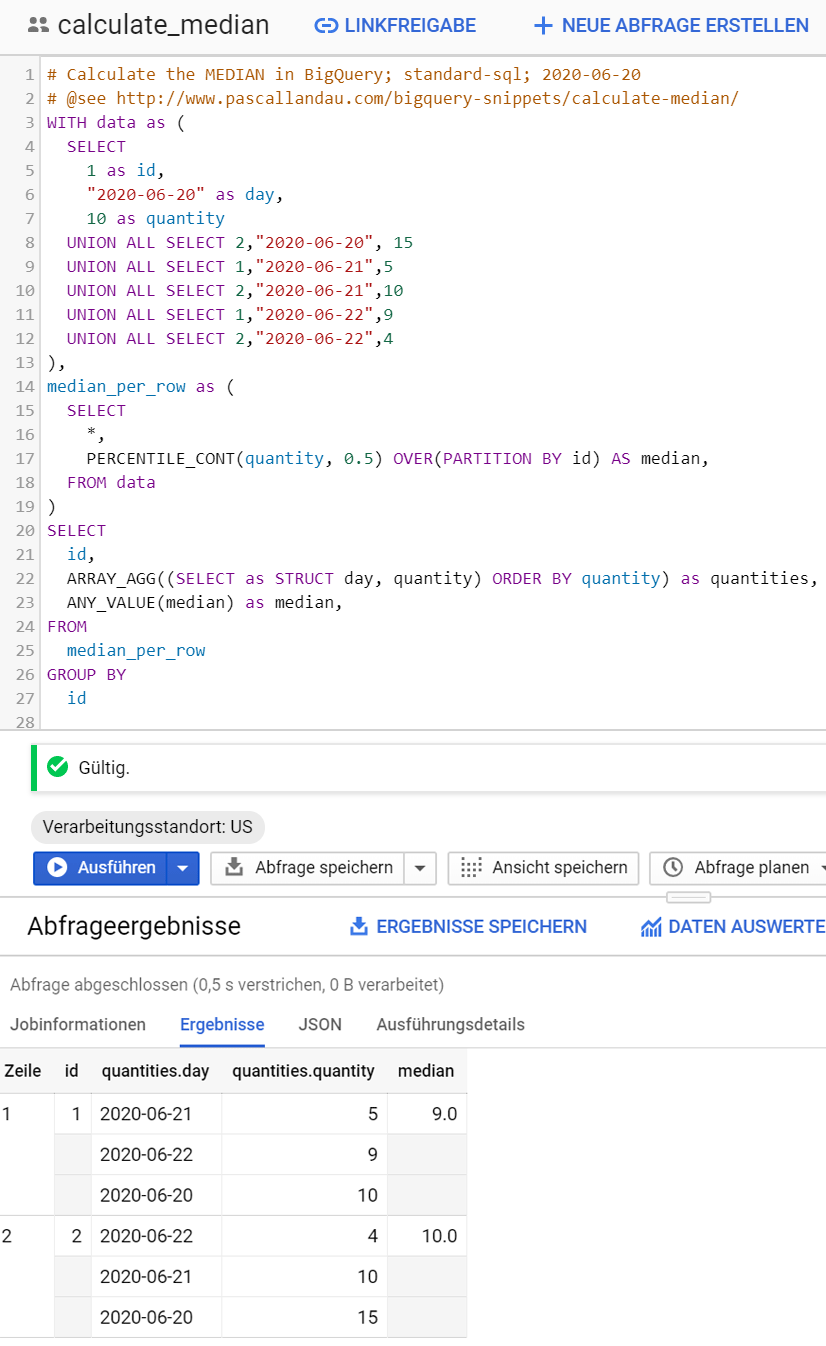 calculate_median LINKFREIGABE NEUE ABFRAGE ERSTELLEN
1 # Calculate the MEDIAN in BigQuery; standard-sql; 2020-06-20
2 # @see http://www.pascallandau.com/bigquery-snippets/calculate-median/
3 WITH data as (
4 SELECT
5 1 as id,
6 "2020-06-20" as day,
7 10 as quantity
8 UNION ALL SELECT 2,"2020-06-20", 15
9 UNION ALL SELECT 1,"2020-06-21",5
10 UNION ALL SELECT 2,"2020-06-21",10
11 UNION ALL SELECT 1,"2020-06-22",9
12 UNION ALL SELECT 2,"2020-06-22",4
13 ),
14 median_per_row as (
15 SELECT
16 *,
17 PERCENTILE_CONT(quantity, 0.5) OVER(PARTITION BY id) AS median,
18 FROM data
19 )
20 SELECT
21 id,
22 ARRAY_AGG((SELECT as STRUCT day, quantity) ORDER BY quantity) as quantities,
23 ANY_VALUE(median) as median,
24 FROM
25 median_per_row
26 GROUP BY
27 id
28
Gültig.
Verarbeitungsstandort: US
Ausführen Abfrage speichern Ansicht speichern Abfrage planen
Abfrageergebnisse ERGEBNISSE SPEICHERN DATEN AUSWERTE
Abfrage abgeschlossen (0,5 s verstrichen, 0 B verarbeitet)
Jobinformationen Ergebnisse JSON Ausführungsdetails
Zeile id quantities.day quantities.quantity median
1 1 2020-06-21 5 9.0
2020-06-22 9
2020-06-20 10
2 2 2020-06-22 4 10.0
2020-06-21 10
2020-06-20 15